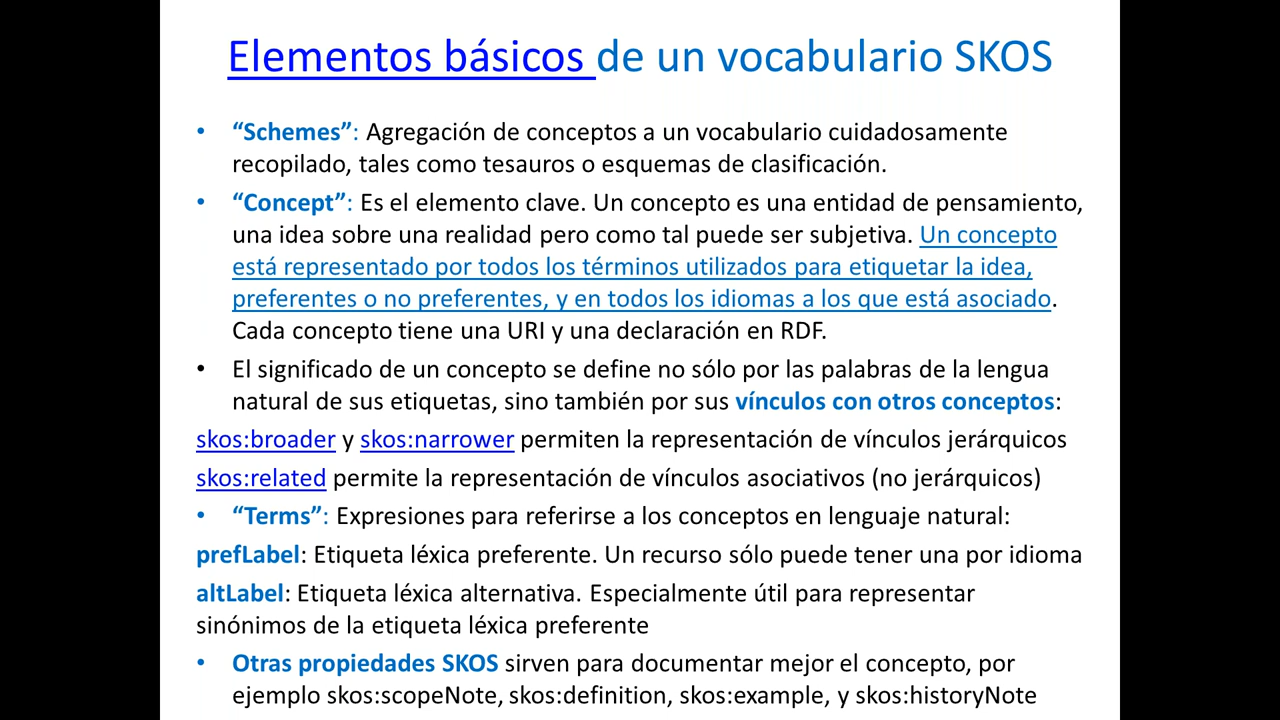 Elementos básicos de un vocabulario SKOS
• “Schemes”: Agregación de conceptos a un vocabulario cuidadosamente
recopilado, tales como tesauros o esquemas de clasificación.
• “Concept”: Es el elemento clave. Un concepto es una entidad de pensamiento,
una idea sobre una realidad pero como tal puede ser subjetiva. Un concepto
está representado por todos los términos utilizados para etiquetar la idea,
preferentes o no preferentes, y en todos los idiomas a los que está asociado.
Cada concepto tiene una URI y una declaración en RDF.
• El significado de un concepto se define no sólo por las palabras de la lengua
natural de sus etiquetas, sino también por sus vínculos con otros conceptos:
skos:broader y skos:narrower permiten la representación de vínculos jerárquicos
skos:related permite la representación de vínculos asociativos (no jerárquicos)
• “Terms”: Expresiones para referirse a los conceptos en lenguaje natural:
prefLabel: Etiqueta léxica preferente. Un recurso sólo puede tener una por idioma
altLabel: Etiqueta léxica alternativa. Especialmente útil para representar
sinónimos de la etiqueta léxica preferente
• Otras propiedades SKOS sirven para documentar mejor el concepto, por
ejemplo skos:scopeNote, skos:definition, skos:example, y skos:historyNote